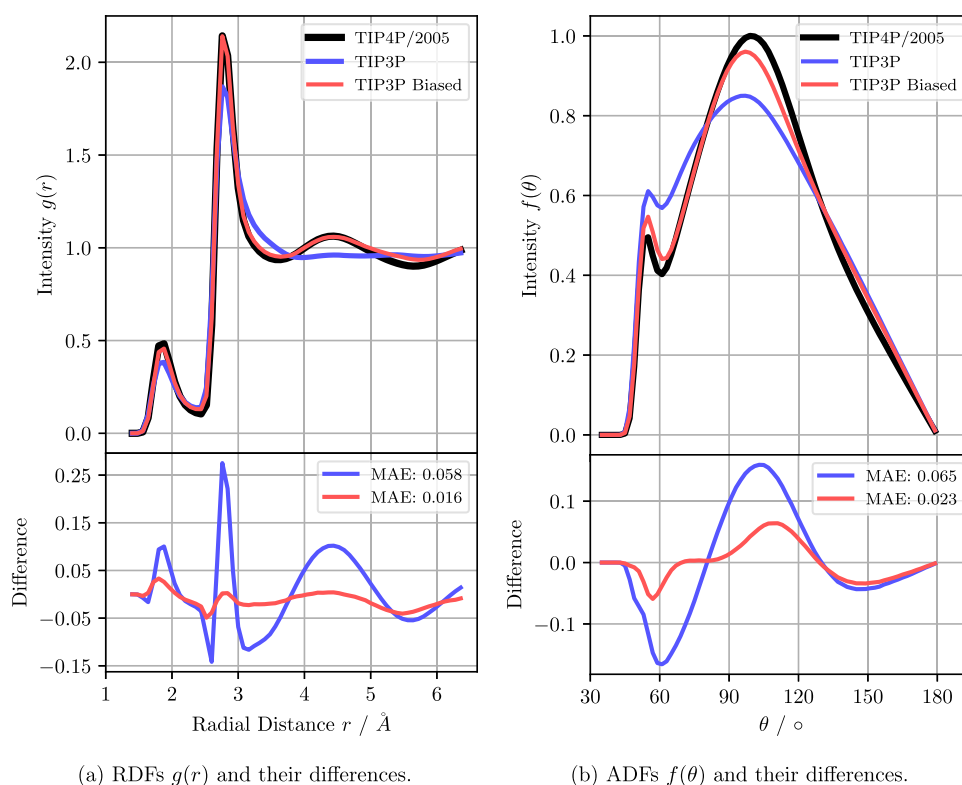 TIP4P/2005
TIP3P
TIP3P Biased
2.0
1.5
1.0
0.5
0.0
Intensity g(r)
MAE: 0.058
MAE: 0.016
0.25
0.15
0.05
−0.05
−0.15
Difference
1 2 3 4 5 6
Radial Distance r / Å
(a) RDFs g(r) and their differences.
TIP4P/2005
TIP3P
TIP3P Biased
1.0
0.8
0.6
0.4
0.2
0.0
Intensity f(θ)
MAE: 0.065
MAE: 0.023
0.1
0.0
−0.1
Difference
30 60 90 120 150 180
θ / ∘
(b) ADFs f(θ) and their differences.